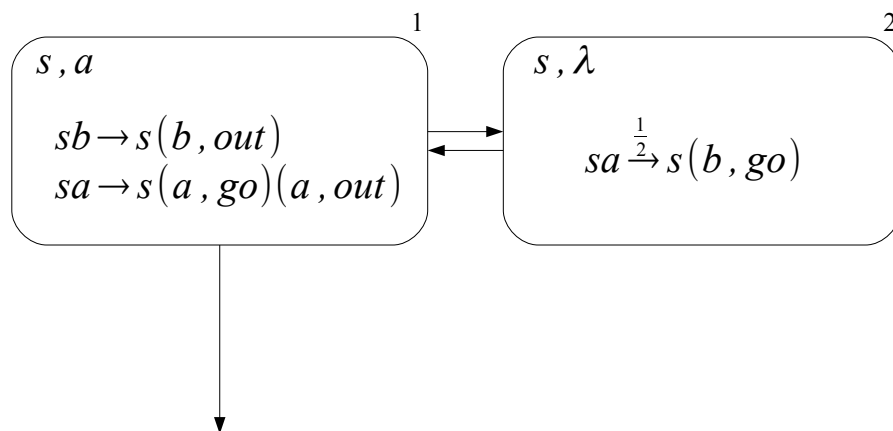 1
s , a
sb → s ( b , out )
sa → s ( a , go ) ( a , out )
2
s , λ
sa →^{1/2} s ( b , go )